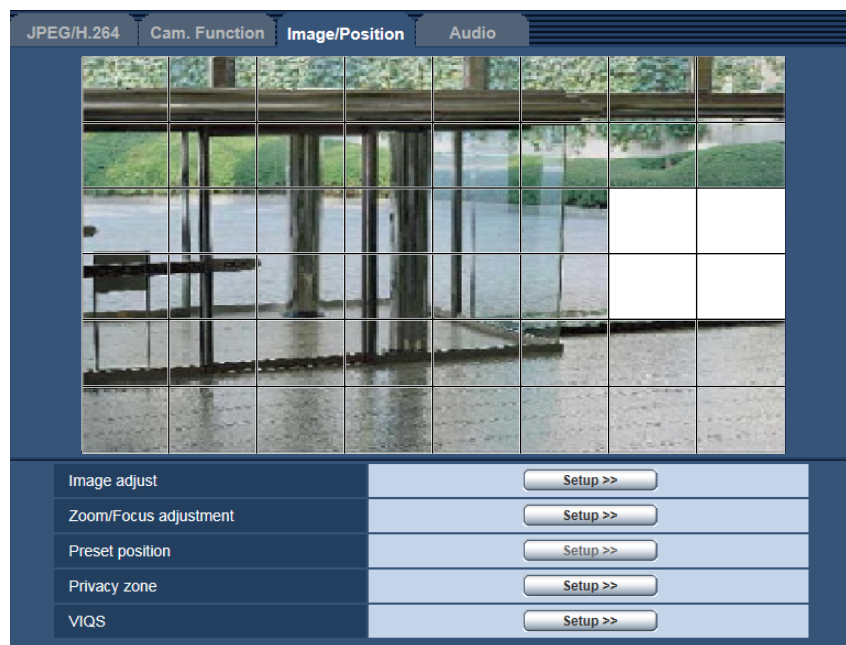 JPEG/H.264 Cam. Function Image/Position Audio
Image adjust Setup >>
Zoom/Focus adjustment Setup >>
Preset position Setup >>
Privacy zone Setup >>
VIQS Setup >>